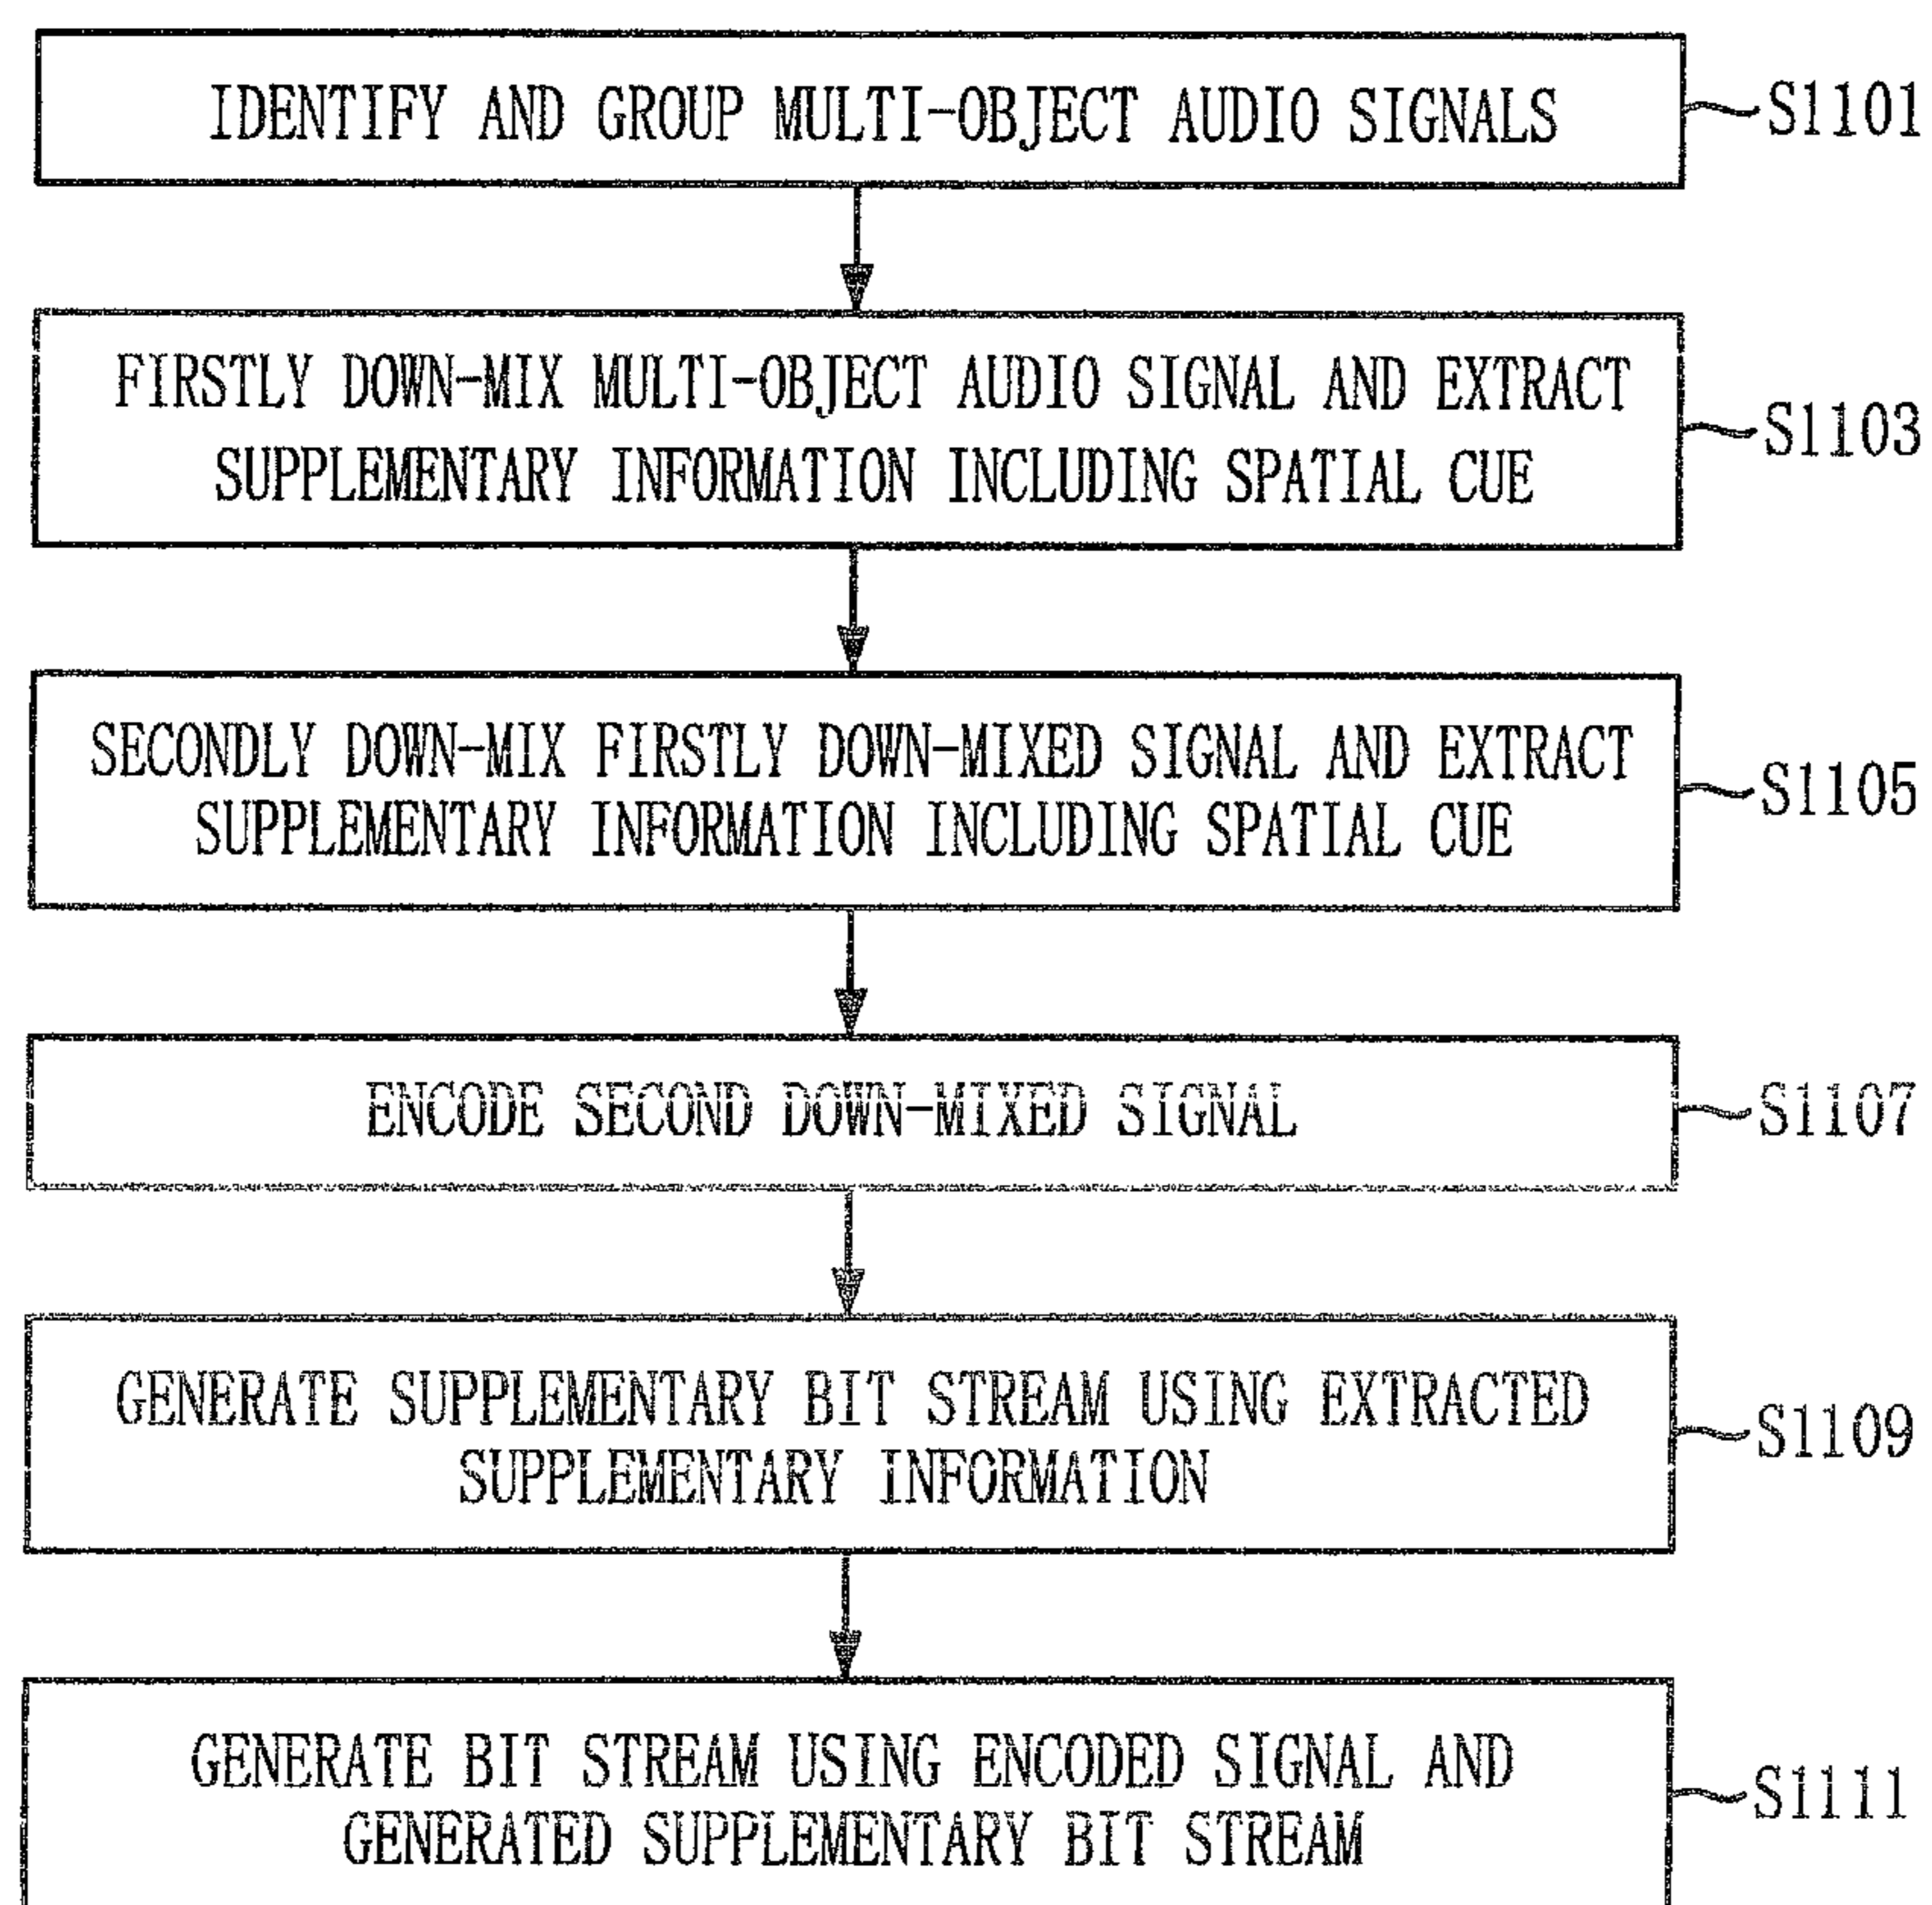 IDENTIFY AND GROUP MULTI-OBJECT AUDIO SIGNALS
S1101
FIRSTLY DOWN-MIX MULTI-OBJECT AUDIO SIGNAL AND EXTRACT
SUPPLEMENTARY INFORMATION INCLUDING SPATIAL CUE
S1103
SECONDLY DOWN-MIX FIRSTLY DOWN-MIXED SIGNAL AND EXTRACT
SUPPLEMENTARY INFORMATION INCLUDING SPATIAL CUE
S1105
ENCODE SECOND DOWN-MIXED SIGNAL
S1107
GENERATE SUPPLEMENTARY BIT STREAM USING EXTRACTED
SUPPLEMENTARY INFORMATION
S1109
GENERATE BIT STREAM USING ENCODED SIGNAL AND
GENERATED SUPPLEMENTARY BIT STREAM
S1111